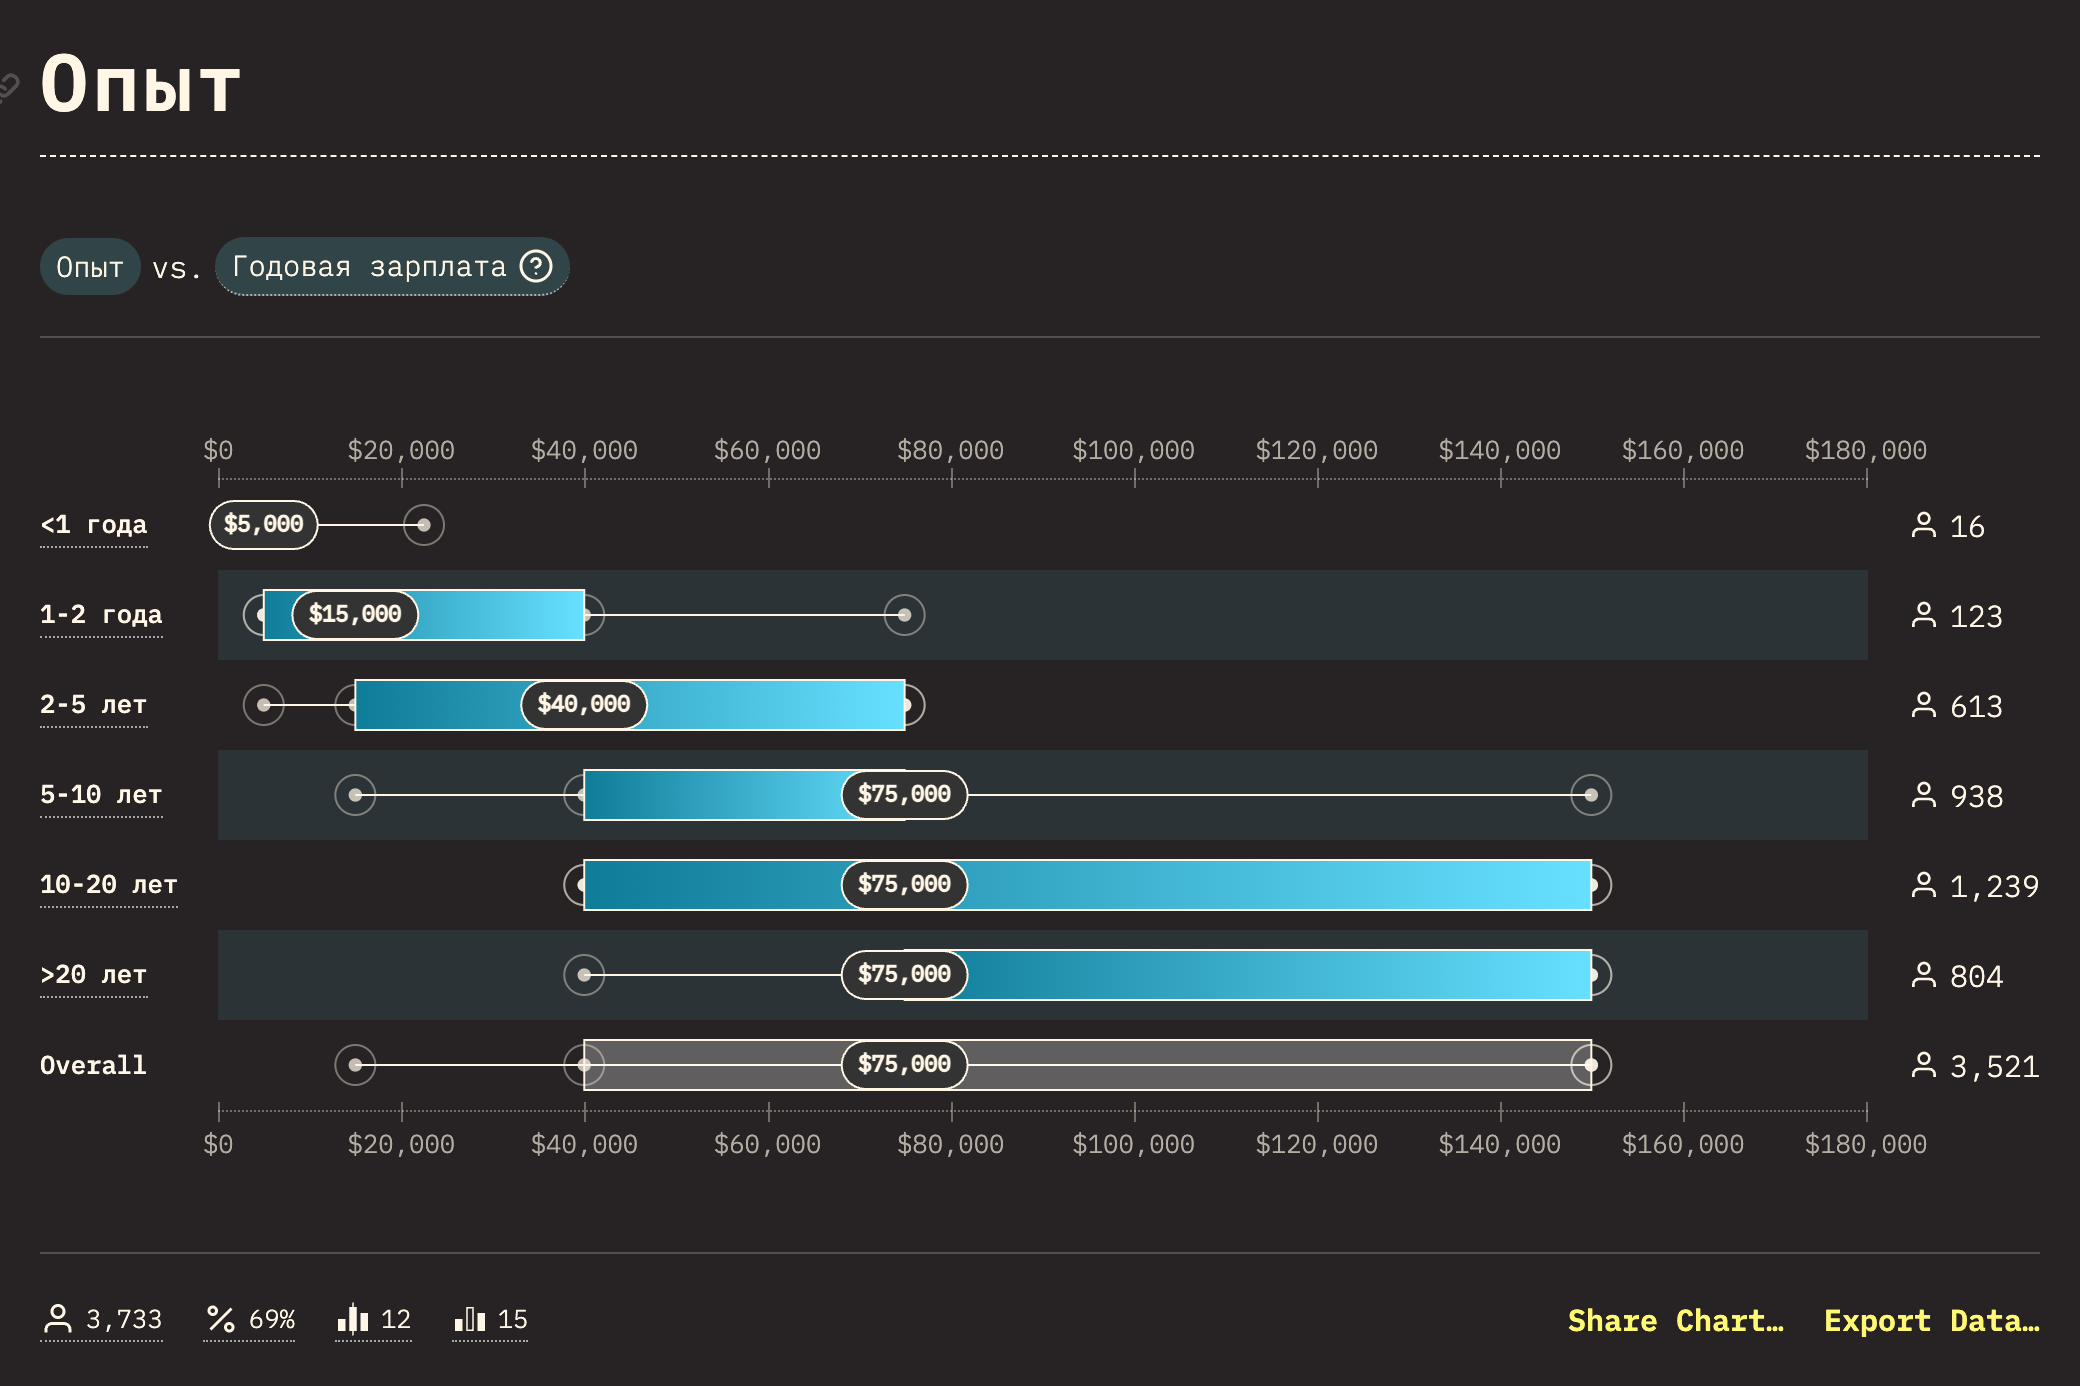 Опыт
Опыт vs. Годовая зарплата ?
$0 $20,000 $40,000 $60,000 $80,000 $100,000 $120,000 $140,000 $160,000 $180,000
<1 года $5,000 16
1-2 года $15,000 123
2-5 лет $40,000 613
5-10 лет $75,000 938
10-20 лет $75,000 1,239
>20 лет $75,000 804
Overall $75,000 3,521
$0 $20,000 $40,000 $60,000 $80,000 $100,000 $120,000 $140,000 $160,000 $180,000
3,733 69% 12 15 Share Chart… Export Data…